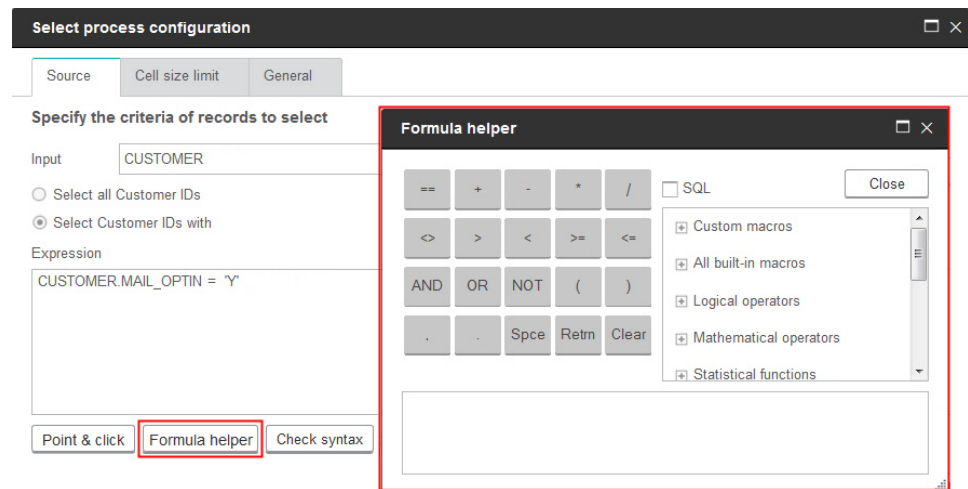 Select process configuration
Source Cell size limit General
Specify the criteria of records to select
Input CUSTOMER
Select all Customer IDs
Select Customer IDs with
Expression
CUSTOMER.MAIL_OPTIN = 'Y'
Point & click Formula helper Check syntax
Formula helper
== + - * /
<> > < >= <=
AND OR NOT ( )
, . Spce Retrn Clear
SQL
Close
Custom macros
All built-in macros
Logical operators
Mathematical operators
Statistical functions